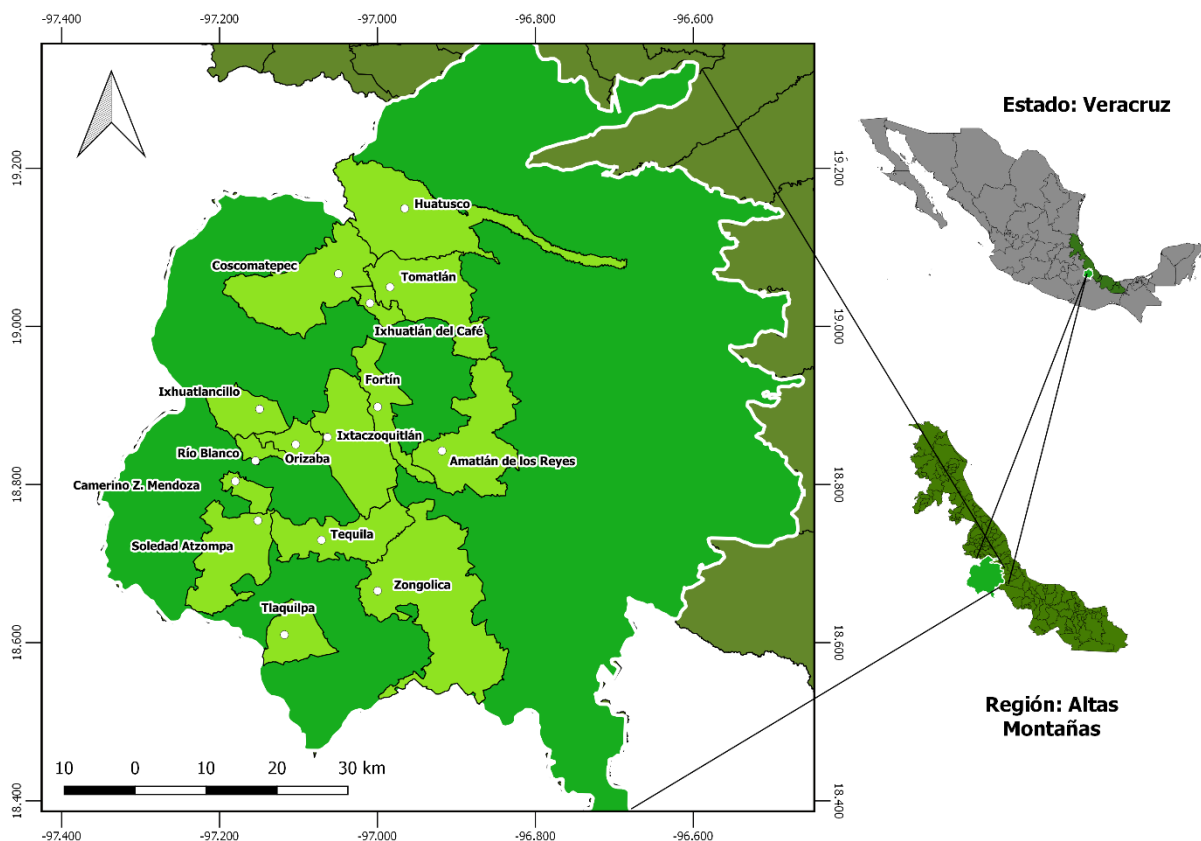 -97.400
-97.200
-97.000
-96.800
-96.600
Estado: Veracruz
19.200
19.200
Huatusco
Coscomatepec
Tomatlán
19.000
19.000
Ixhuatlán del Café
Fortín
Ixhuatlancillo
Ixtaczoquitlán
Río Blanco
Orizaba
Amatlán de los Reyes
18.800
18.800
Camerino Z. Mendoza
Tequila
Soledad Atzompa
Zongolica
Tlaquilpa
18.600
18.600
Región: Altas
Montañas
10 0 10 20 30 km
18.400
18.400
-97.400
-97.200
-97.000
-96.800
-96.600